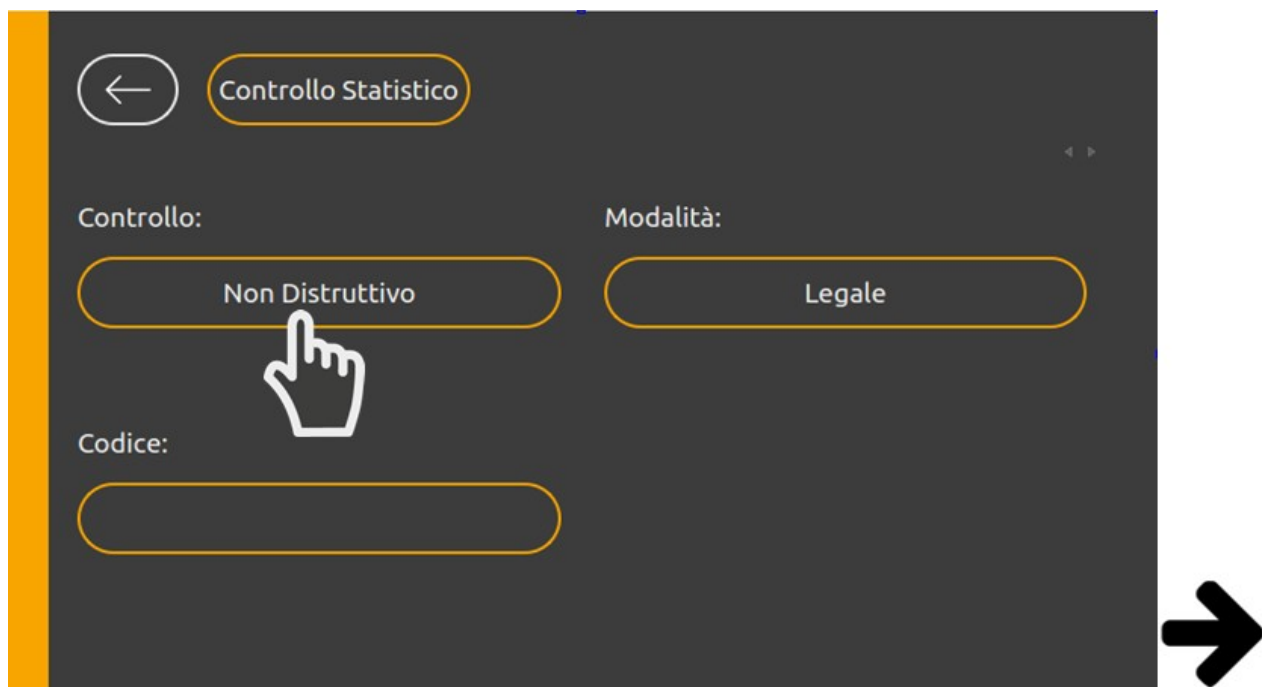 Controllo Statistico
Controllo:
Modalità:
Non Distruttivo
Legale
Codice: